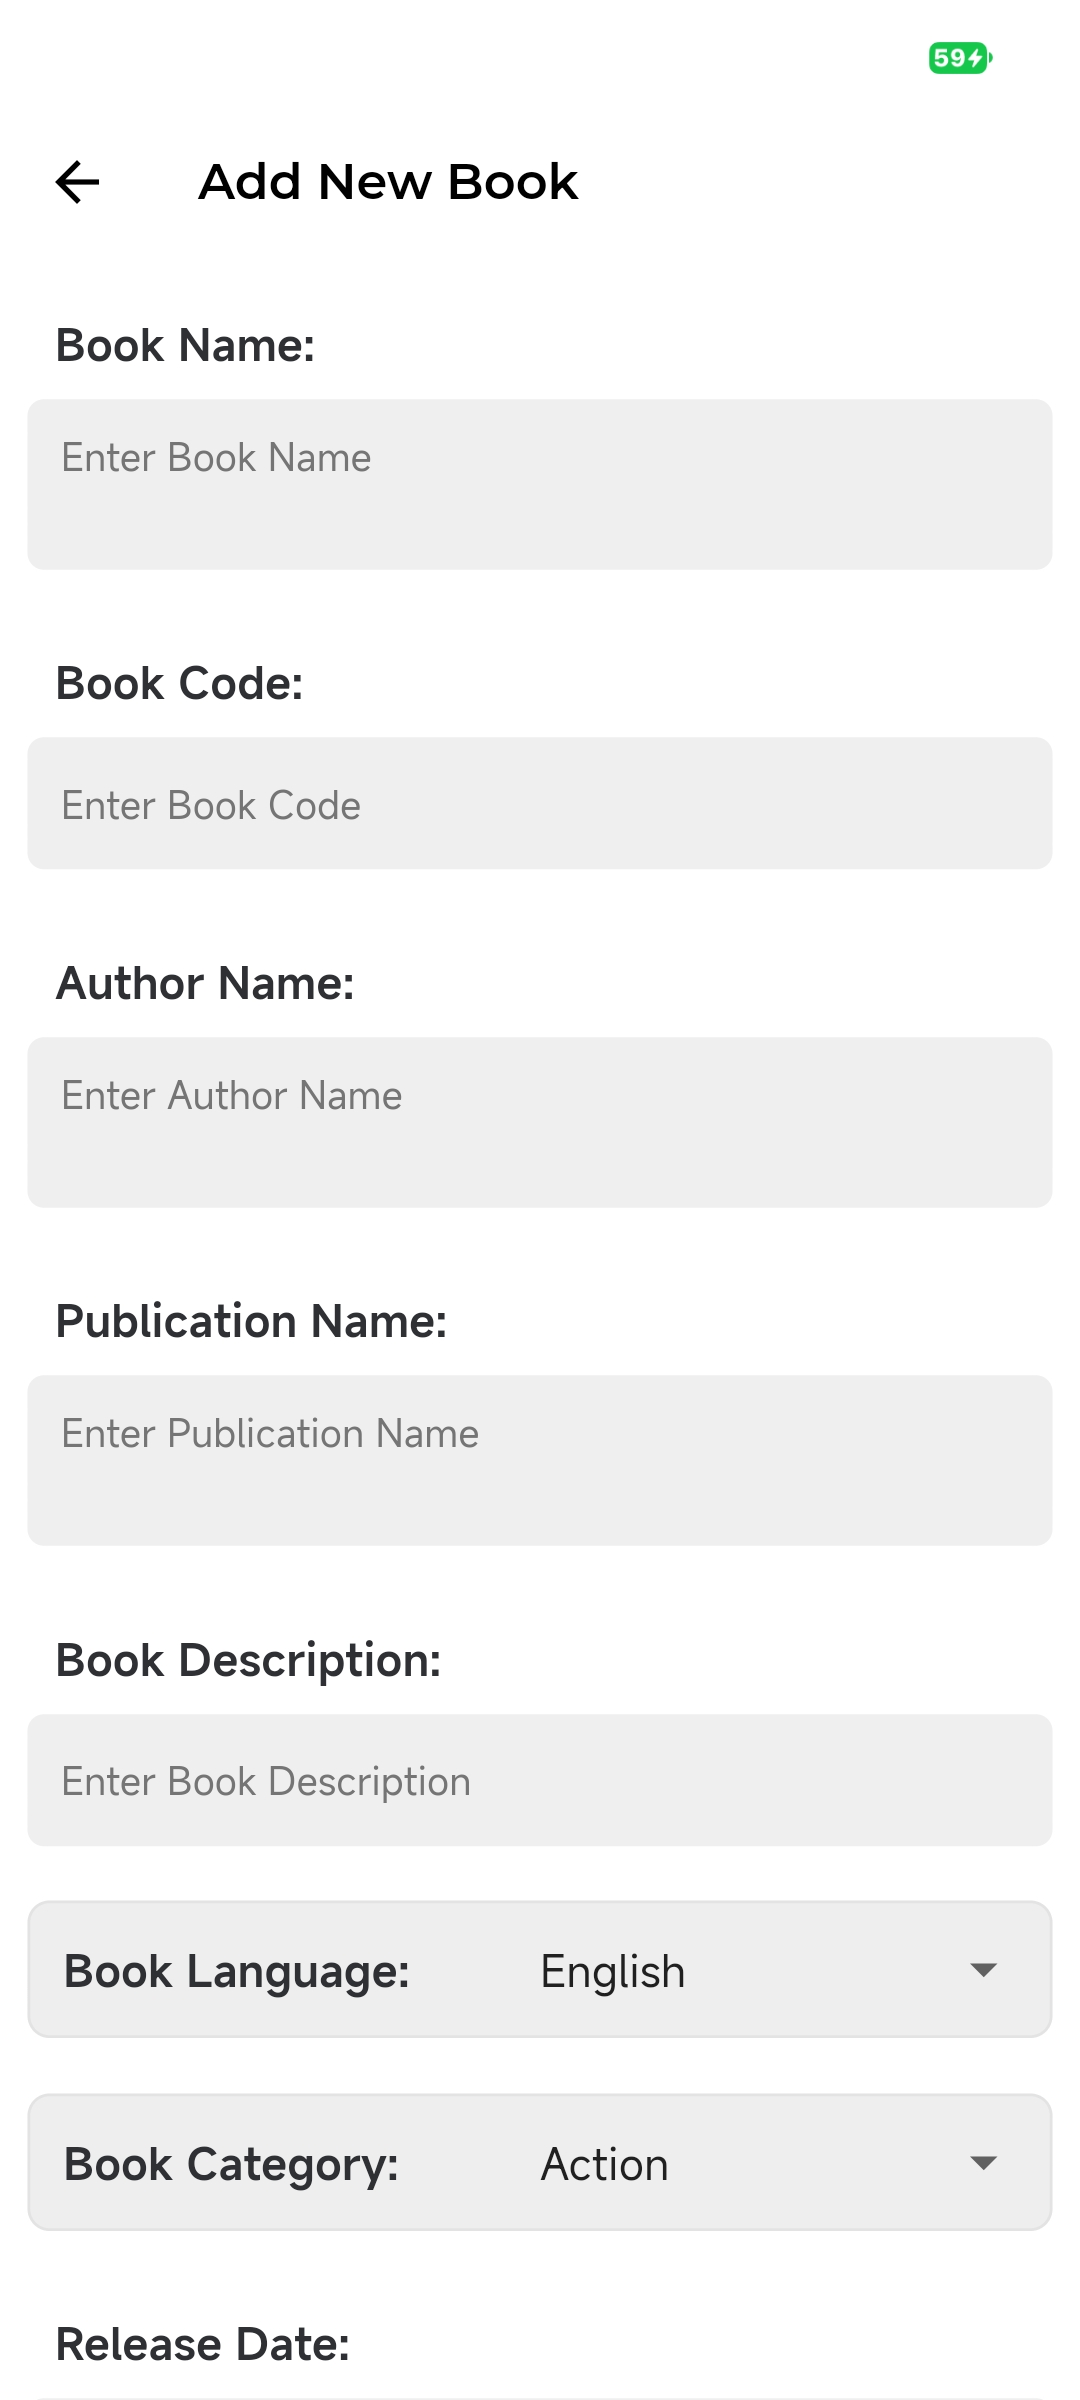 59
Add New Book
Book Name:
Enter Book Name
Book Code:
Enter Book Code
Author Name:
Enter Author Name
Publication Name:
Enter Publication Name
Book Description:
Enter Book Description
Book Language: English
Book Category: Action
Release Date: